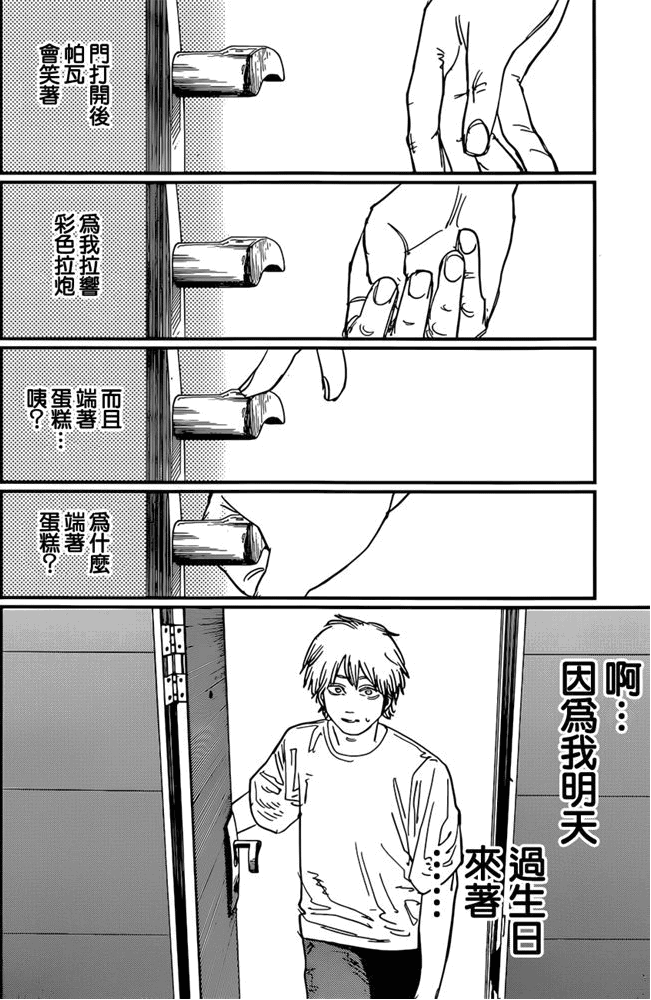 門打開後
帕瓦
會笑著
為我拉響
彩色拉炮
而且
端著
蛋糕…
咦？
為什麼
端著
蛋糕？
啊…
因為我明天
過生日
來著
……